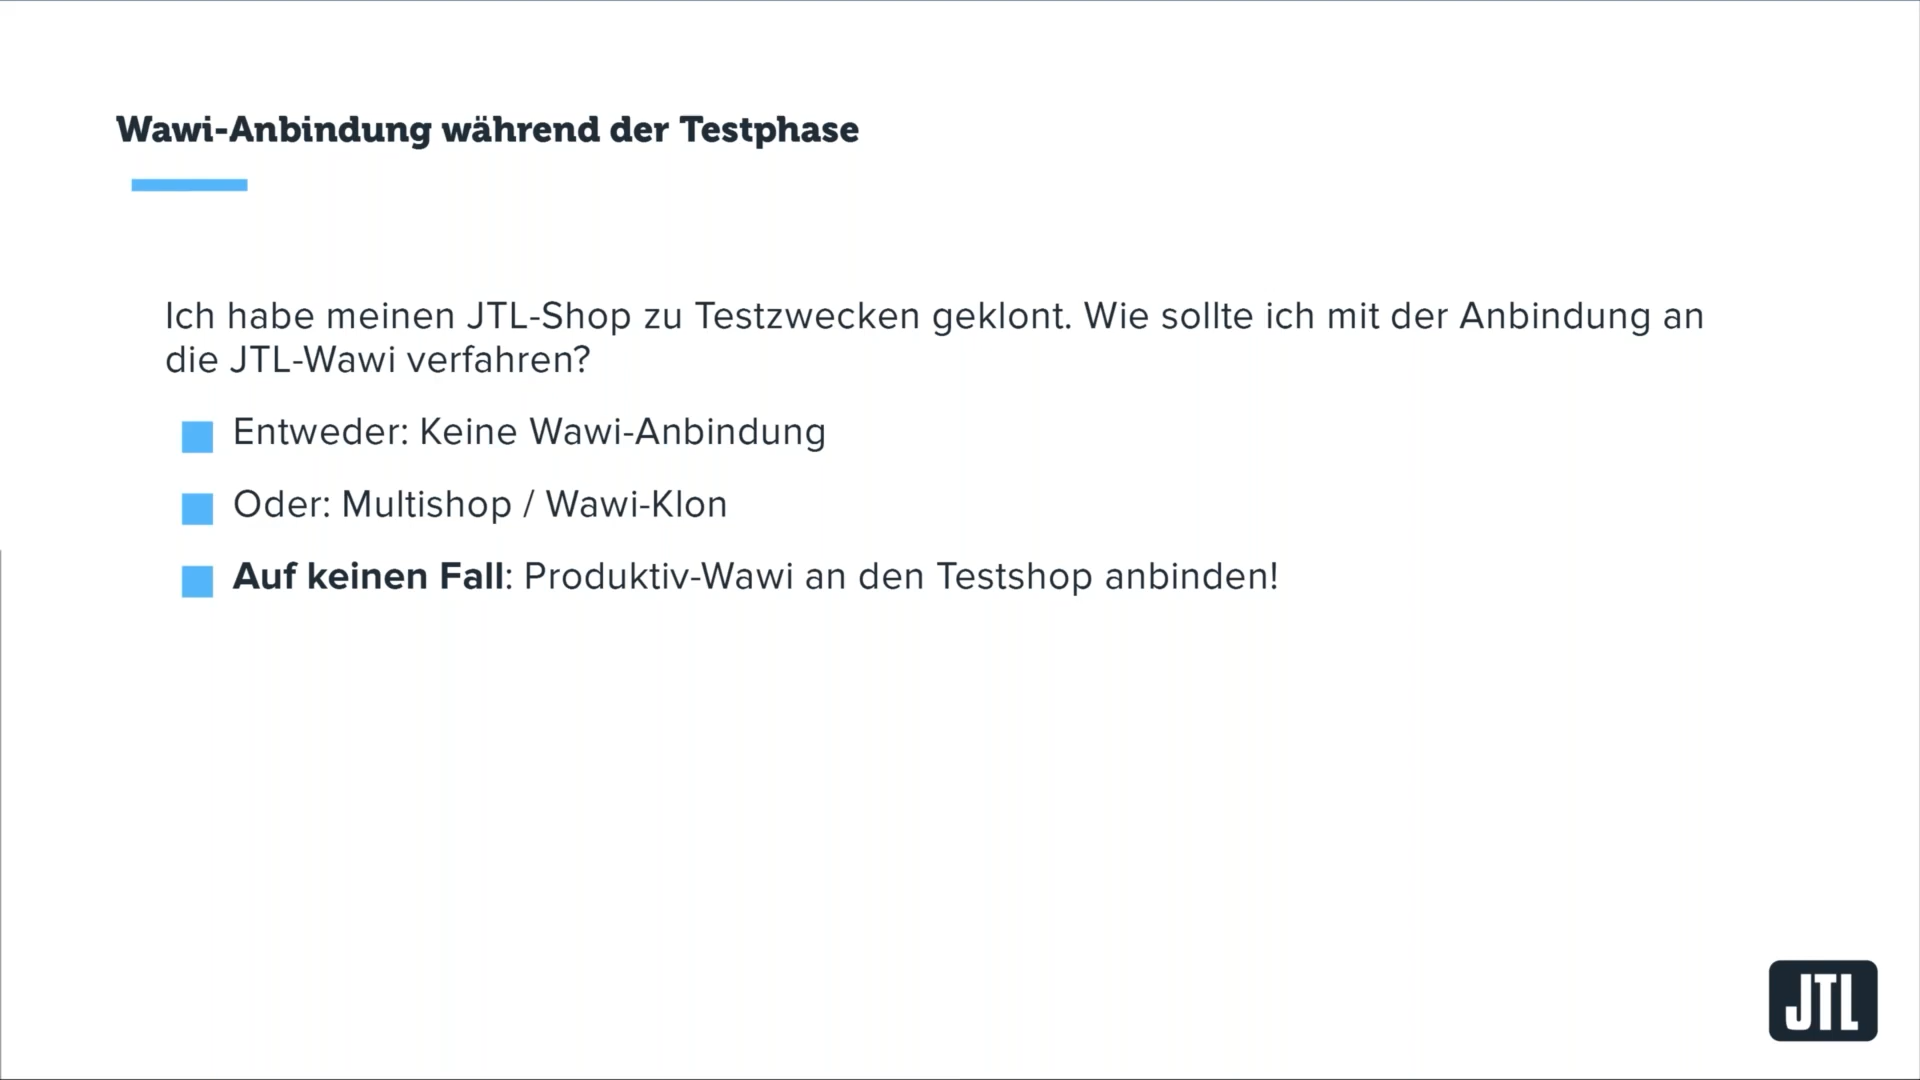 Wawi-Anbindung während der Testphase
Ich habe meinen JTL-Shop zu Testzwecken geklont. Wie sollte ich mit der Anbindung an
die JTL-Wawi verfahren?
Entweder: Keine Wawi-Anbindung
Oder: Multishop / Wawi-Klon
Auf keinen Fall: Produktiv-Wawi an den Testshop anbinden!
JTL